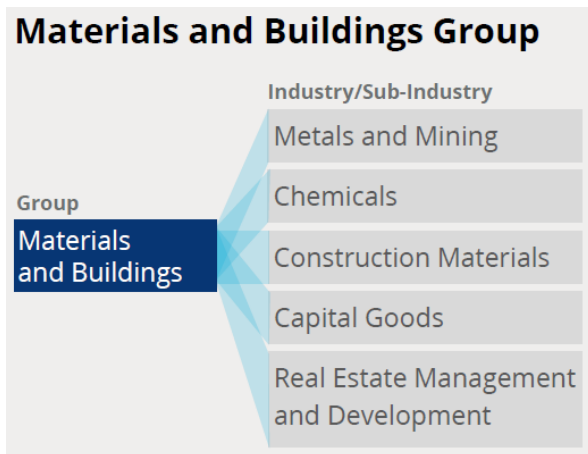 Materials and Buildings Group
Industry/Sub-Industry
Metals and Mining
Chemicals
Group
Materials
and Buildings
Construction Materials
Capital Goods
Real Estate Management
and Development